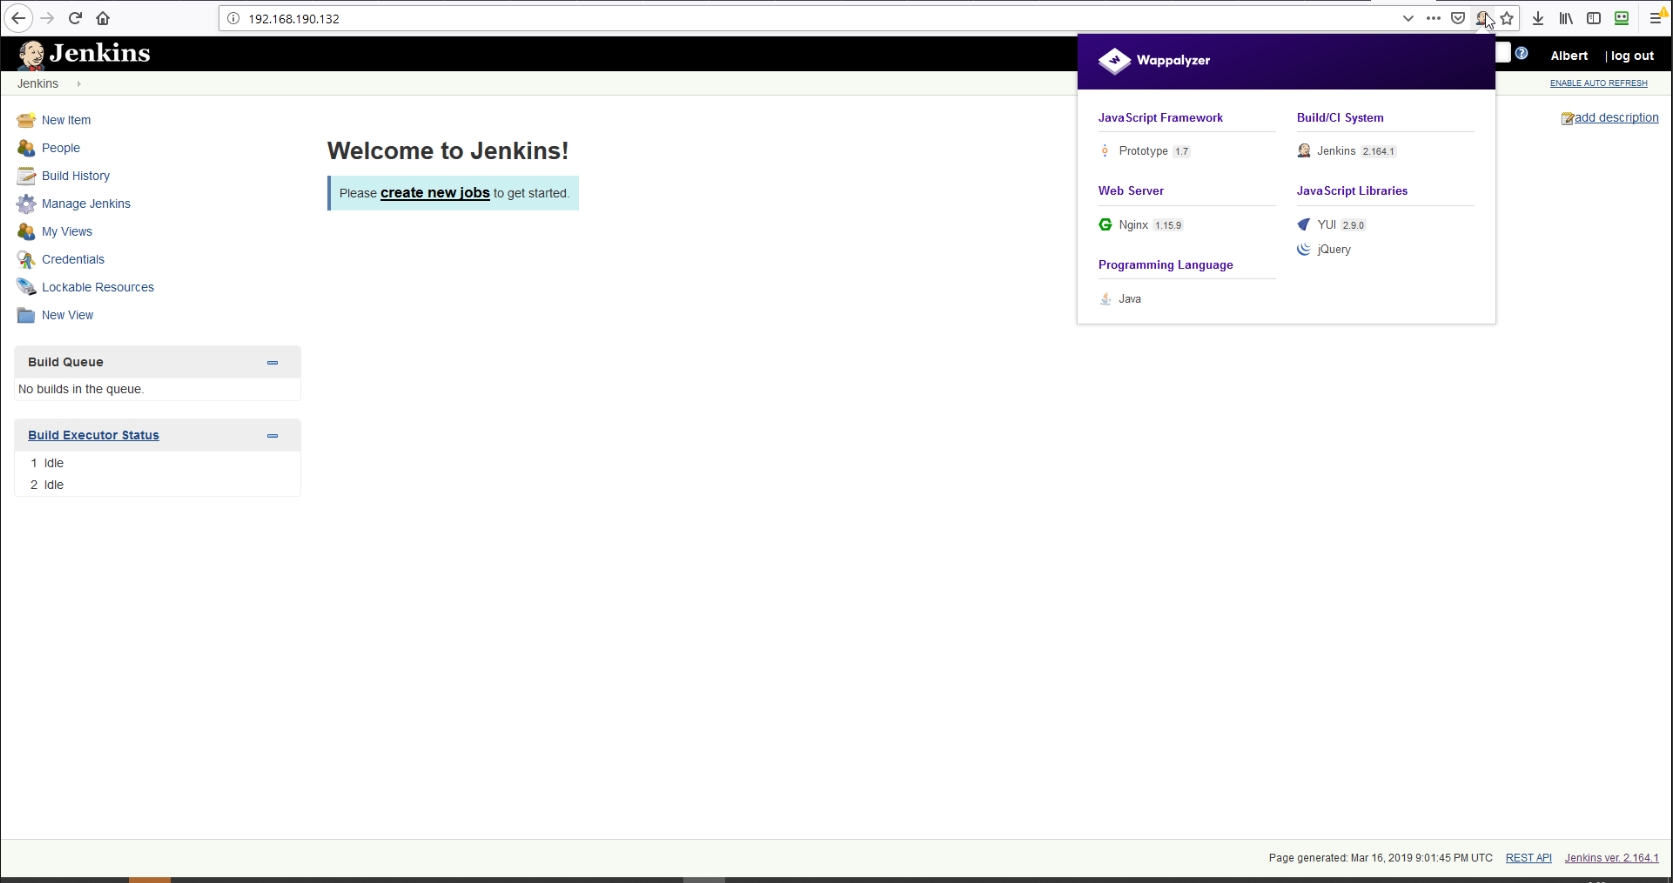 192.168.190.132
Jenkins
Albert | log out
Jenkins
ENABLE AUTO REFRESH
Wappalyzer
New Item
People
Build History
Manage Jenkins
My Views
Credentials
Lockable Resources
New View
Build Queue
No builds in the queue.
Build Executor Status
1 Idle
2 Idle
Welcome to Jenkins!
Please create new jobs to get started.
JavaScript Framework
Prototype 1.7
Web Server
Nginx 1.15.9
Programming Language
Java
Build/CI System
Jenkins 2.164.1
JavaScript Libraries
YUI 2.9.0
jQuery
add description
Page generated: Mar 16, 2019 9:01:45 PM UTC REST API Jenkins ver. 2.164.1